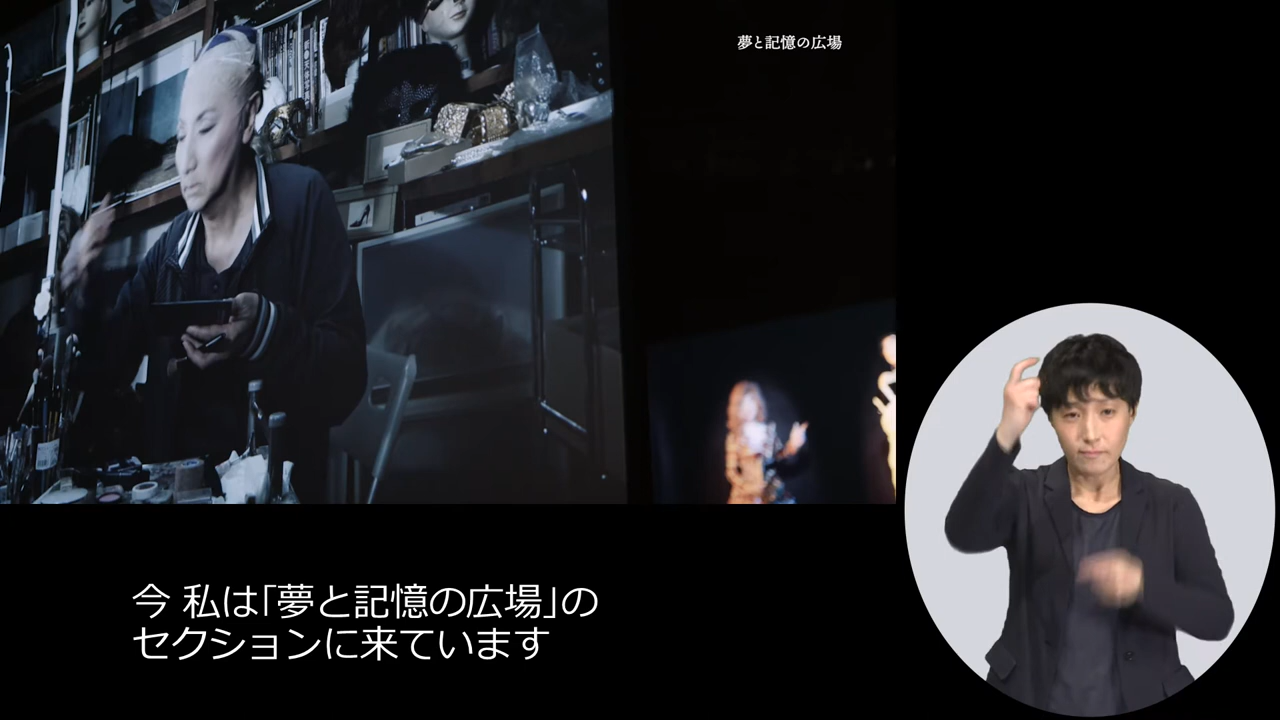 夢と記憶の広場
今 私は｢夢と記憶の広場｣の
セクションに来ています